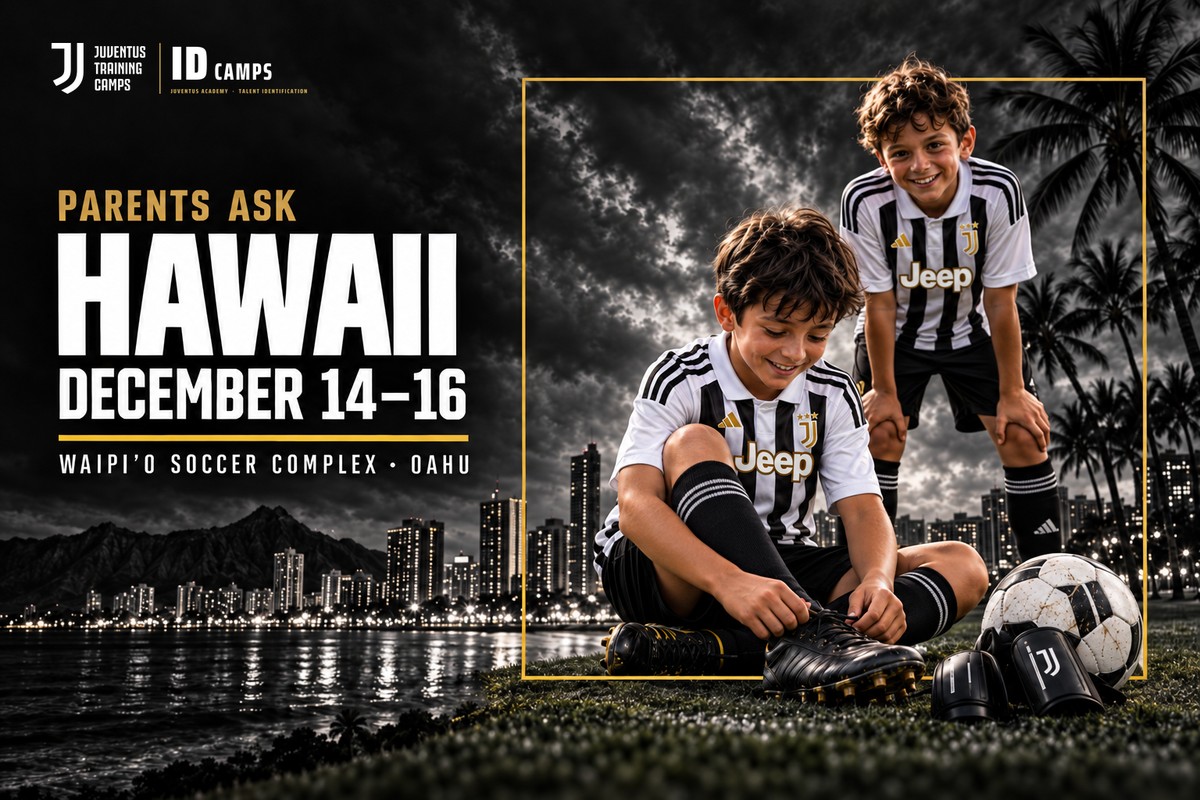 JUVENTUS
TRAINING
CAMPS
ID CAMPS
JUVENTUS ACADEMY · TALENT IDENTIFICATION
PARENTS ASK
HAWAII
DECEMBER 14–16
WAIPI'O SOCCER COMPLEX • OAHU
Jeep
Jeep